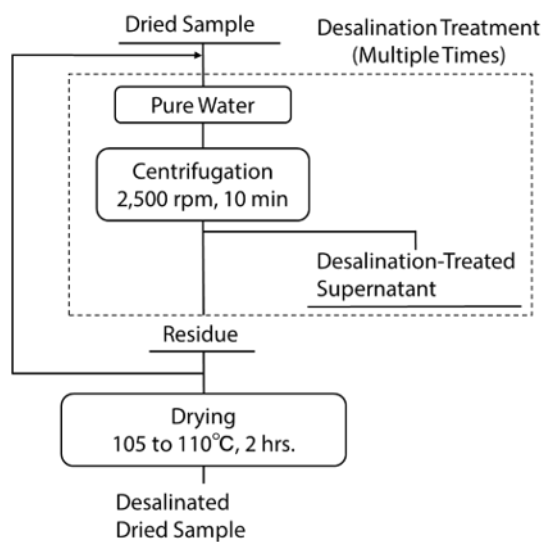 Dried Sample
Desalination Treatment
(Multiple Times)
Pure Water
Centrifugation
2,500 rpm, 10 min
Desalination-Treated
Supernatant
Residue
Drying
105 to 110℃, 2 hrs.
Desalinated
Dried Sample